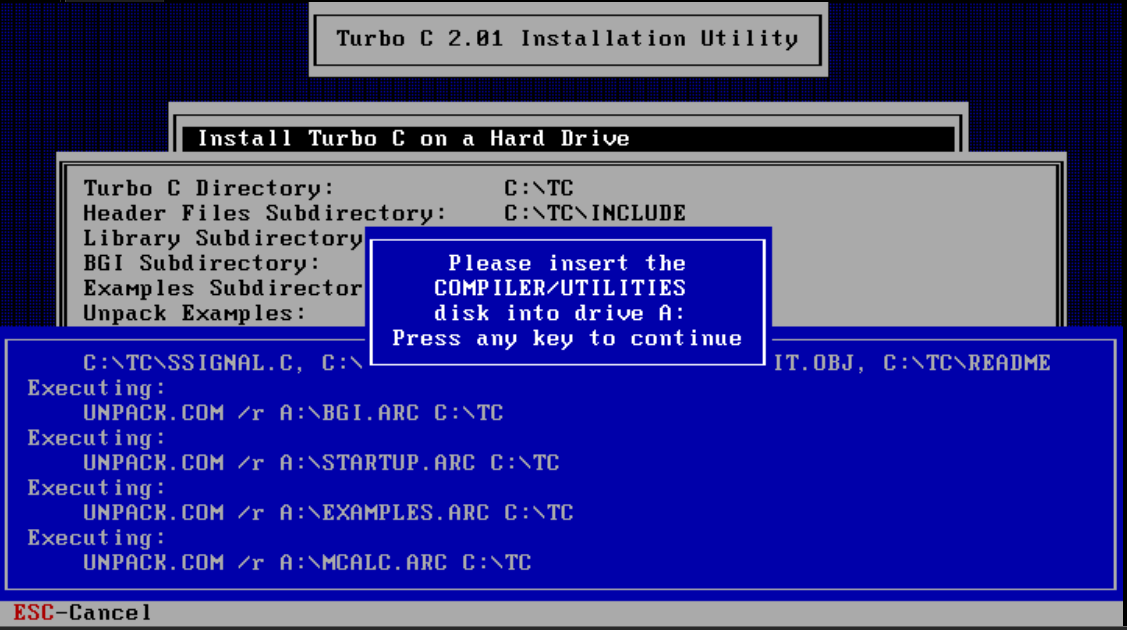 Turbo C 2.01 Installation Utility
Install Turbo C on a Hard Drive
Turbo C Directory: C:\TC
Header Files Subdirectory: C:\TC\INCLUDE
Library Subdirectory
BGI Subdirectory:
Examples Subdirector
Unpack Examples:
Please insert the
COMPILER/UTILITIES
disk into drive A:
Press any key to continue
C:\TC\SSIGNAL.C, C:\ IT.OBJ, C:\TC\README
Executing:
UNPACK.COM /r A:\BGI.ARC C:\TC
Executing:
UNPACK.COM /r A:\STARTUP.ARC C:\TC
Executing:
UNPACK.COM /r A:\EXAMPLES.ARC C:\TC
Executing:
UNPACK.COM /r A:\MCALC.ARC C:\TC
ESC-Cancel